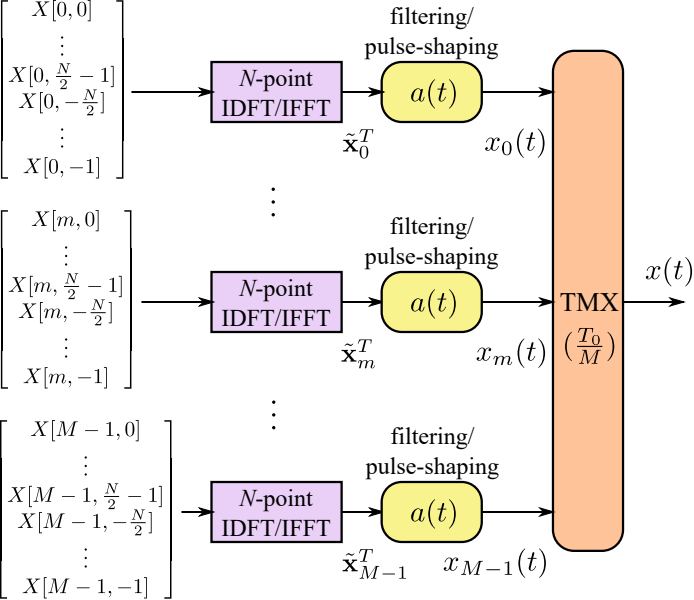 X[0, 0]
⋮
X[0, N/2 − 1]
X[0, −N/2]
⋮
X[0, −1]
N-point
IDFT/IFFT
x̃₀ᵀ
filtering/
pulse-shaping
a(t)
x₀(t)
⋮
X[m, 0]
⋮
X[m, N/2 − 1]
X[m, −N/2]
⋮
X[m, −1]
N-point
IDFT/IFFT
x̃ₘᵀ
filtering/
pulse-shaping
a(t)
xₘ(t)
⋮
X[M − 1, 0]
⋮
X[M − 1, N/2 − 1]
X[M − 1, −N/2]
⋮
X[M − 1, −1]
N-point
IDFT/IFFT
x̃_{M−1}ᵀ
filtering/
pulse-shaping
a(t)
x_{M−1}(t)
TMX
(T₀/M)
x(t)